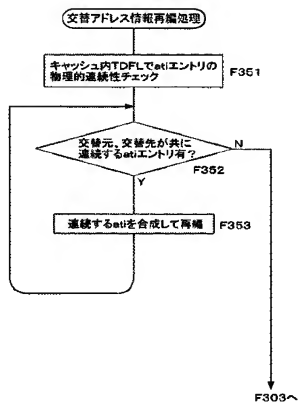 交替アドレス情報再編処理
キャッシュ内TDFLでatiエントリの
物理的連続性チェック
F351
交替元、交替先が共に
連続するatiエントリ有?
N
F352
Y
連続するatiを合成して再編
F353
F303へ